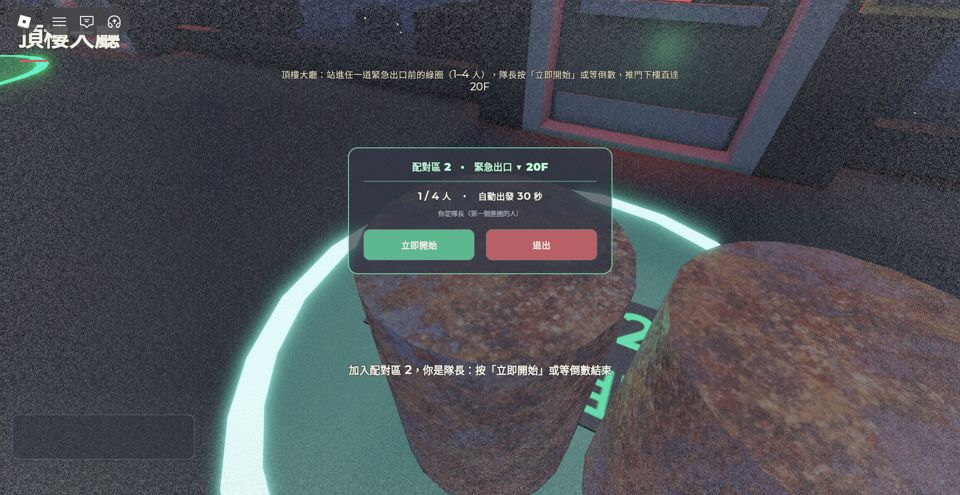 頂樓大廳
頂樓大廳：站進任一道緊急出口前的綠圈（1–4 人），隊長按「立即開始」或等倒數，推門下樓直達
20F
配對區 2 • 緊急出口 ▼ 20F
1 / 4 人 • 自動出發 30 秒
你是隊長（第一個進圈的人）
立即開始
退出
加入配對區 2，你是隊長：按「立即開始」或等倒數結束
2